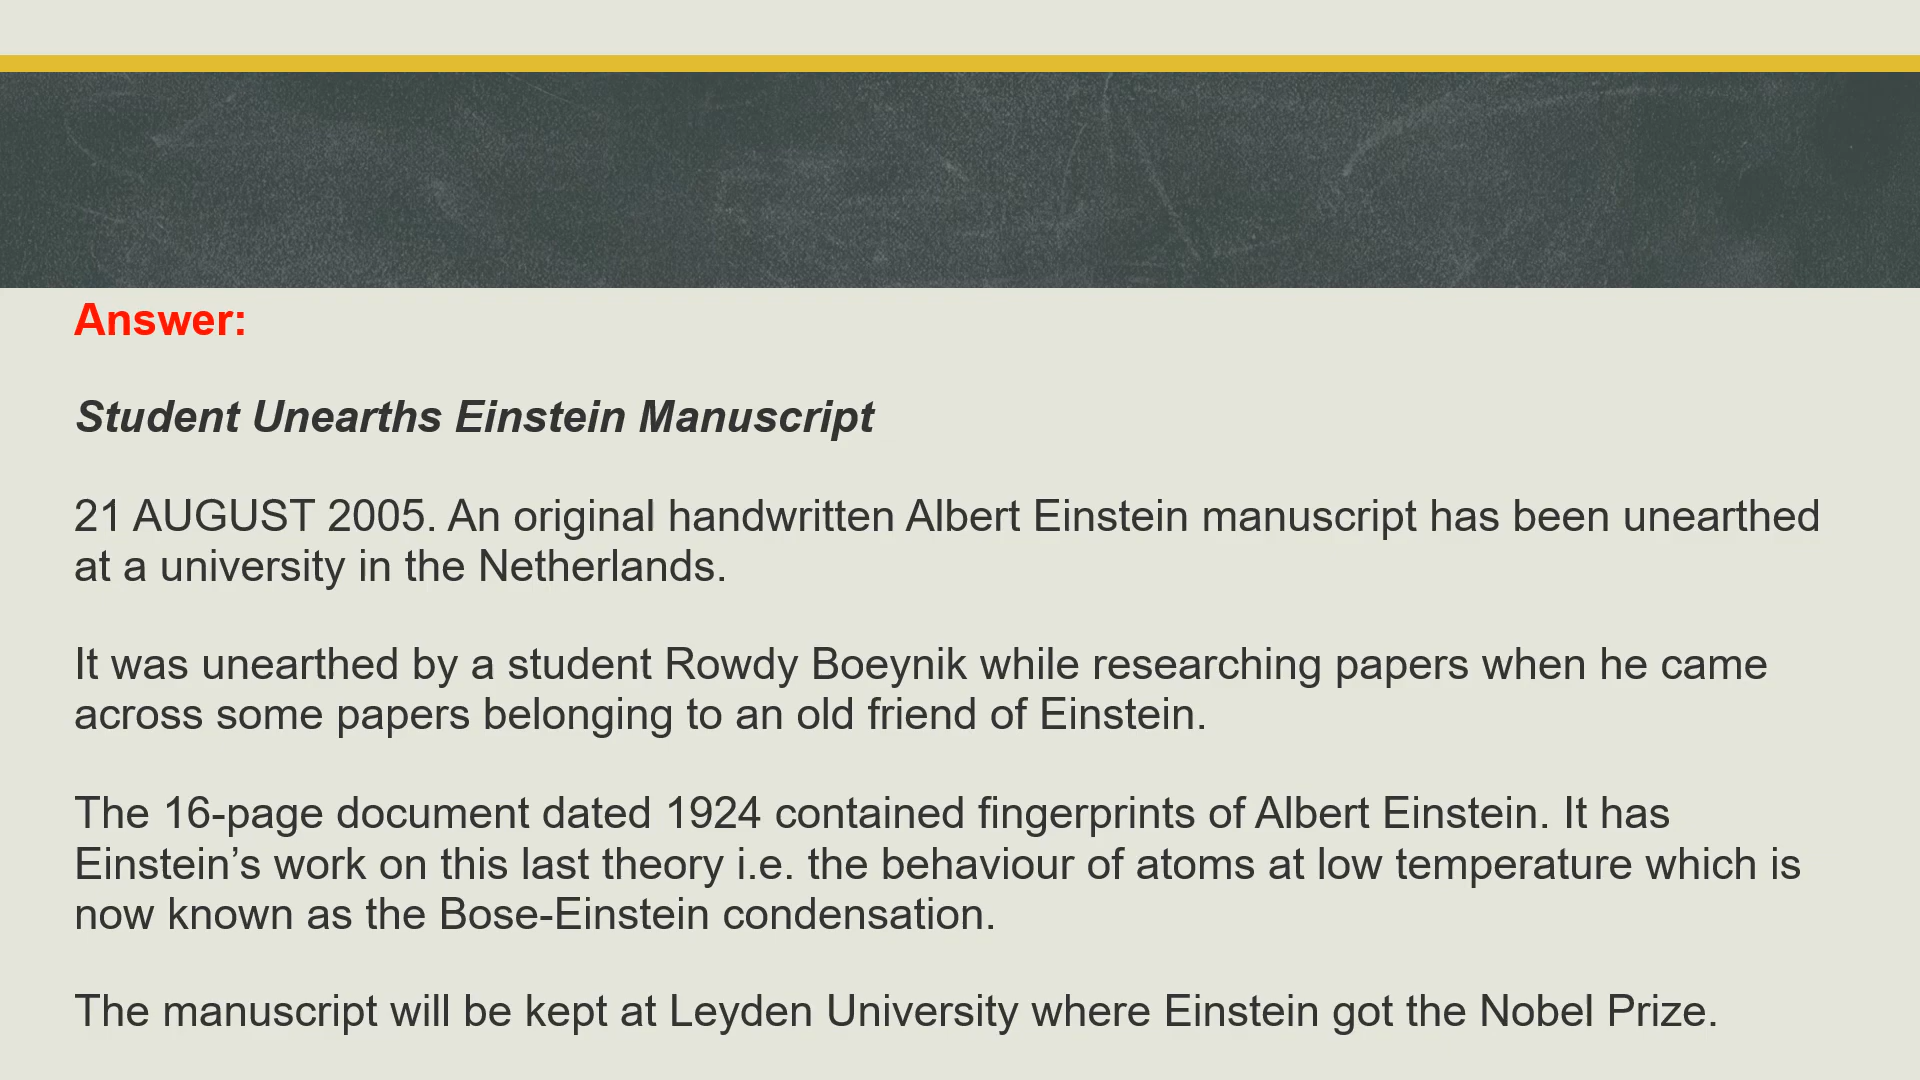 Answer:
Student Unearths Einstein Manuscript
21 AUGUST 2005. An original handwritten Albert Einstein manuscript has been unearthed
at a university in the Netherlands.
It was unearthed by a student Rowdy Boeynik while researching papers when he came
across some papers belonging to an old friend of Einstein.
The 16-page document dated 1924 contained fingerprints of Albert Einstein. It has
Einstein’s work on this last theory i.e. the behaviour of atoms at low temperature which is
now known as the Bose-Einstein condensation.
The manuscript will be kept at Leyden University where Einstein got the Nobel Prize.